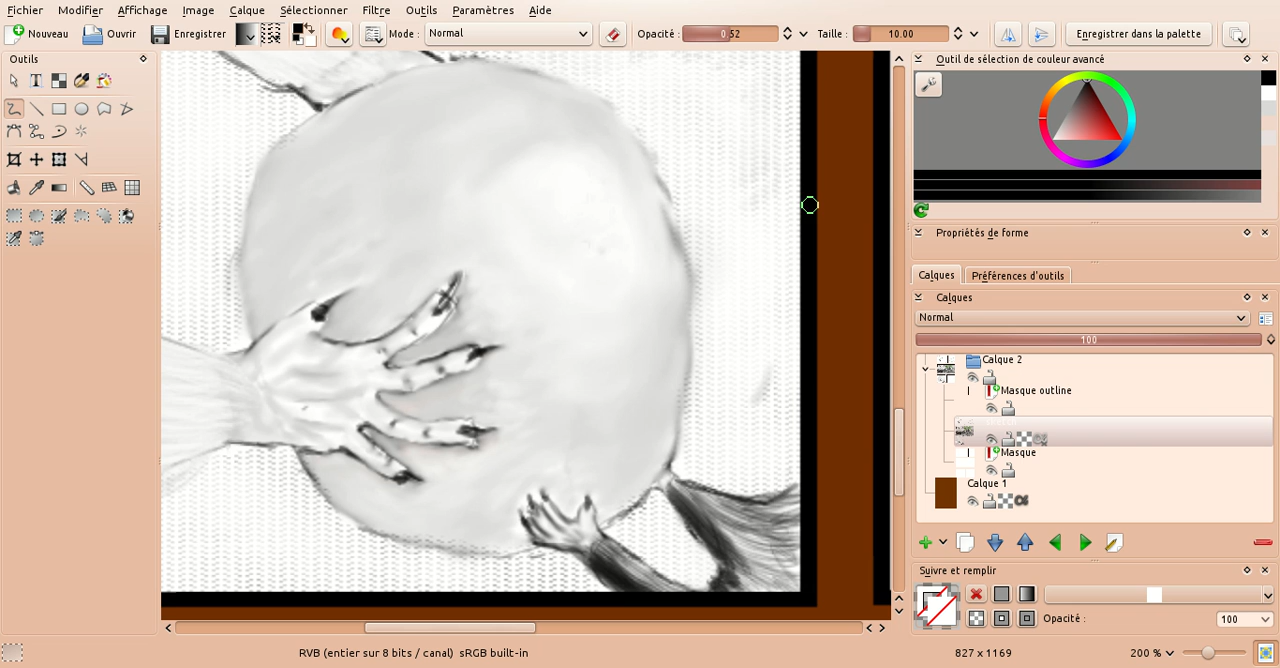 Fichier Modifier Affichage Image Calque Sélectionner Filtre Outils Paramètres Aide
Nouveau Ouvrir Enregistrer Mode : Normal Opacité : 0.52 Taille : 10.00 Enregistrer dans la palette
Outils
Outil de sélection de couleur avancé
Propriétés de forme
Calques Préférences d'outils
Calques
Normal
100
Calque 2
Masque outline
Masque
Calque 1
Suivre et remplir
Opacité : 100
RVB (entier sur 8 bits / canal) sRGB built-in 827 x 1169 200 %